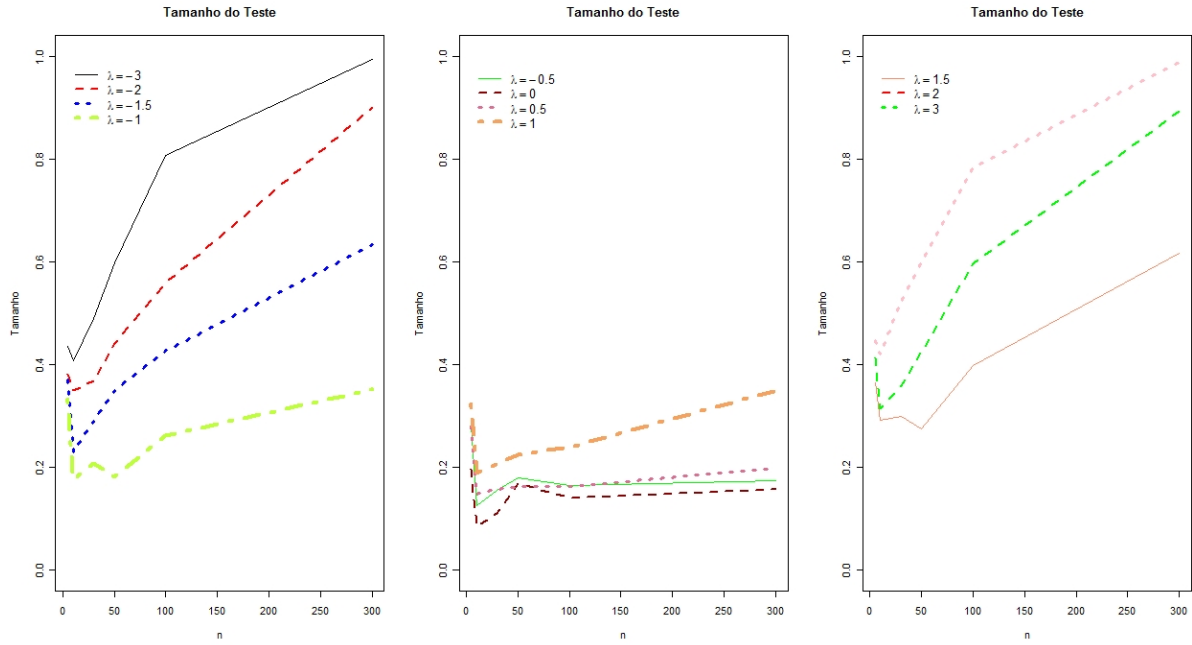 Tamanho do Teste
Tamanho
1.0
0.8
0.6
0.4
0.2
0.0
λ = −3
λ = −2
λ = −1.5
λ = −1
0 50 100 150 200 250 300
n
Tamanho do Teste
Tamanho
1.0
0.8
0.6
0.4
0.2
0.0
λ = −0.5
λ = 0
λ = 0.5
λ = 1
0 50 100 150 200 250 300
n
Tamanho do Teste
Tamanho
1.0
0.8
0.6
0.4
0.2
0.0
λ = 1.5
λ = 2
λ = 3
0 50 100 150 200 250 300
n